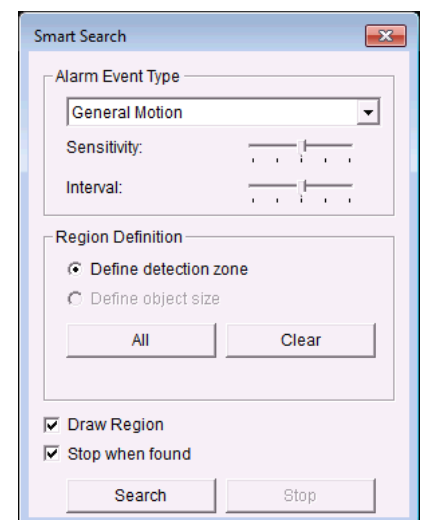 Smart Search
Alarm Event Type
General Motion
Sensitivity:
Interval:
Region Definition
Define detection zone
Define object size
All Clear
Draw Region
Stop when found
Search Stop